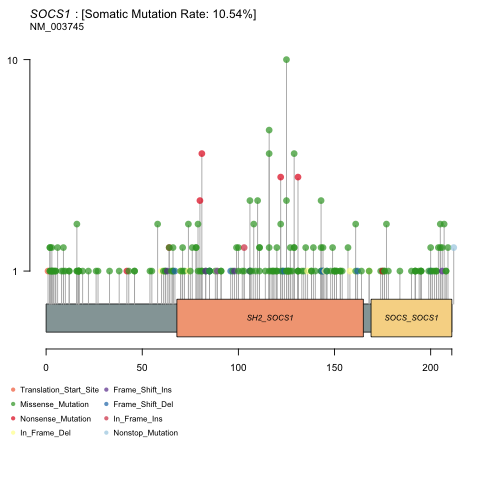 SOCS1 : [Somatic Mutation Rate: 10.54%]
NM_003745
10
1
SH2_SOCS1
SOCS_SOCS1
0 50 100 150 200
Translation_Start_Site Frame_Shift_Ins
Missense_Mutation Frame_Shift_Del
Nonsense_Mutation In_Frame_Ins
In_Frame_Del Nonstop_Mutation